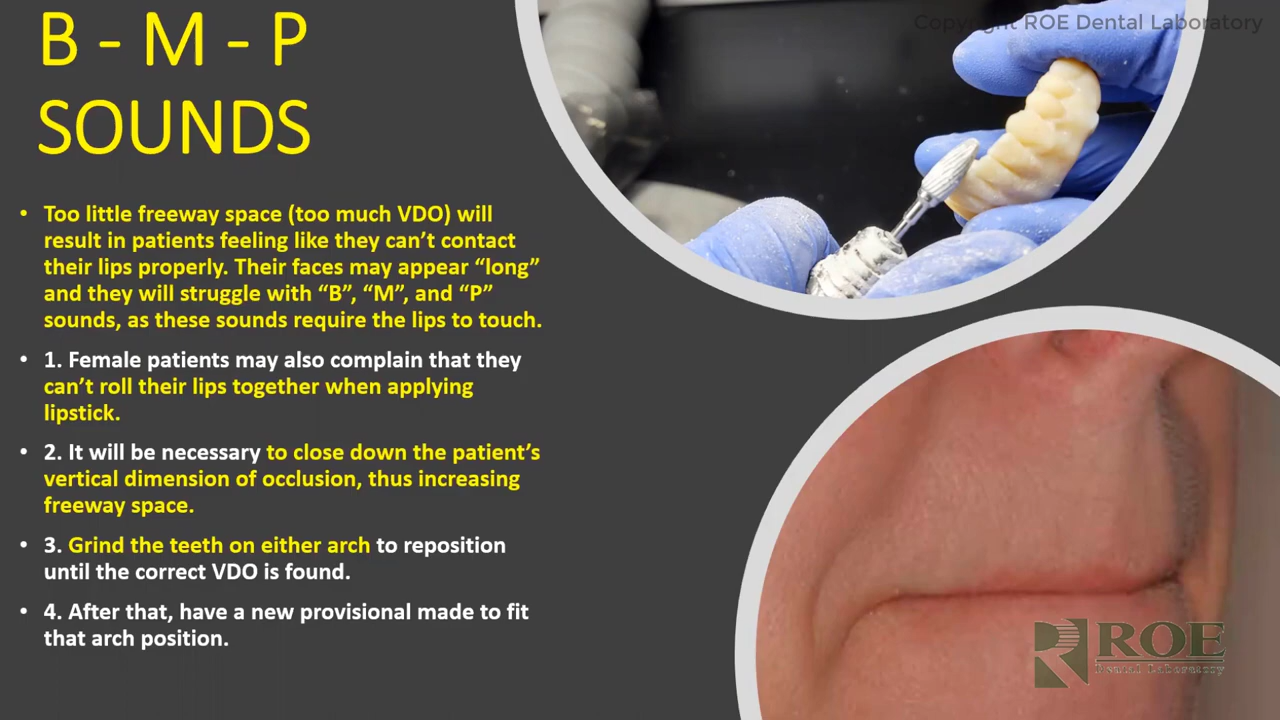 Copyright ROE Dental Laboratory
B - M - P
SOUNDS
• Too little freeway space (too much VDO) will
result in patients feeling like they can’t contact
their lips properly. Their faces may appear “long”
and they will struggle with “B”, “M”, and “P”
sounds, as these sounds require the lips to touch.
• 1. Female patients may also complain that they
can’t roll their lips together when applying
lipstick.
• 2. It will be necessary to close down the patient’s
vertical dimension of occlusion, thus increasing
freeway space.
• 3. Grind the teeth on either arch to reposition
until the correct VDO is found.
• 4. After that, have a new provisional made to fit
that arch position.
ROE
Dental Laboratory